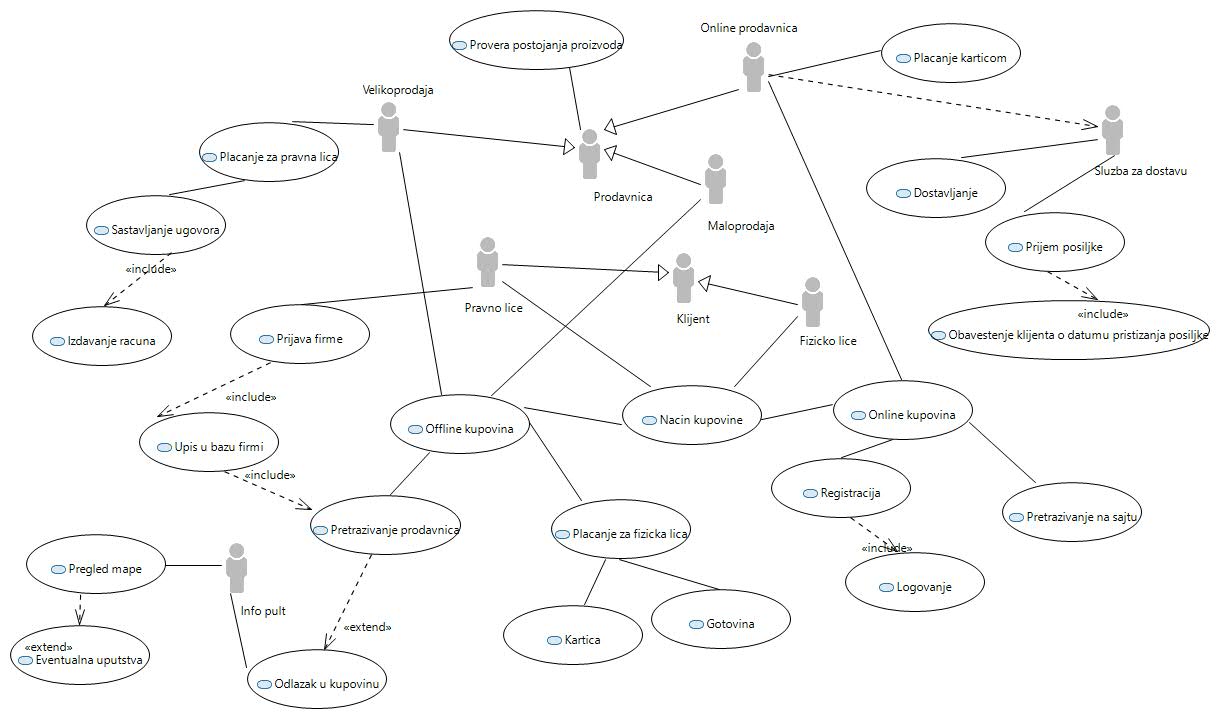 Online prodavnica
Provera postojanja proizvoda
Placanje karticom
Velikoprodaja
Placanje za pravna lica
Prodavnica
Sluzba za dostavu
Dostavljanje
Maloprodaja
Sastavljanje ugovora
Prijem posiljke
«include»
Pravno lice
Klijent
«include»
Izdavanje racuna
Prijava firme
Fizicko lice
Obavestenje klijenta o datumu pristizanja posiljke
«include»
Offline kupovina
Nacin kupovine
Online kupovina
Upis u bazu firmi
«include»
Registracija
Pretrazivanje prodavnica
Placanje za fizicka lica
Pretrazivanje na sajtu
«include»
Pregled mape
Logovanje
Info pult
Gotovina
«extend»
Kartica
«extend»
Eventualna uputstva
Odlazak u kupovinu